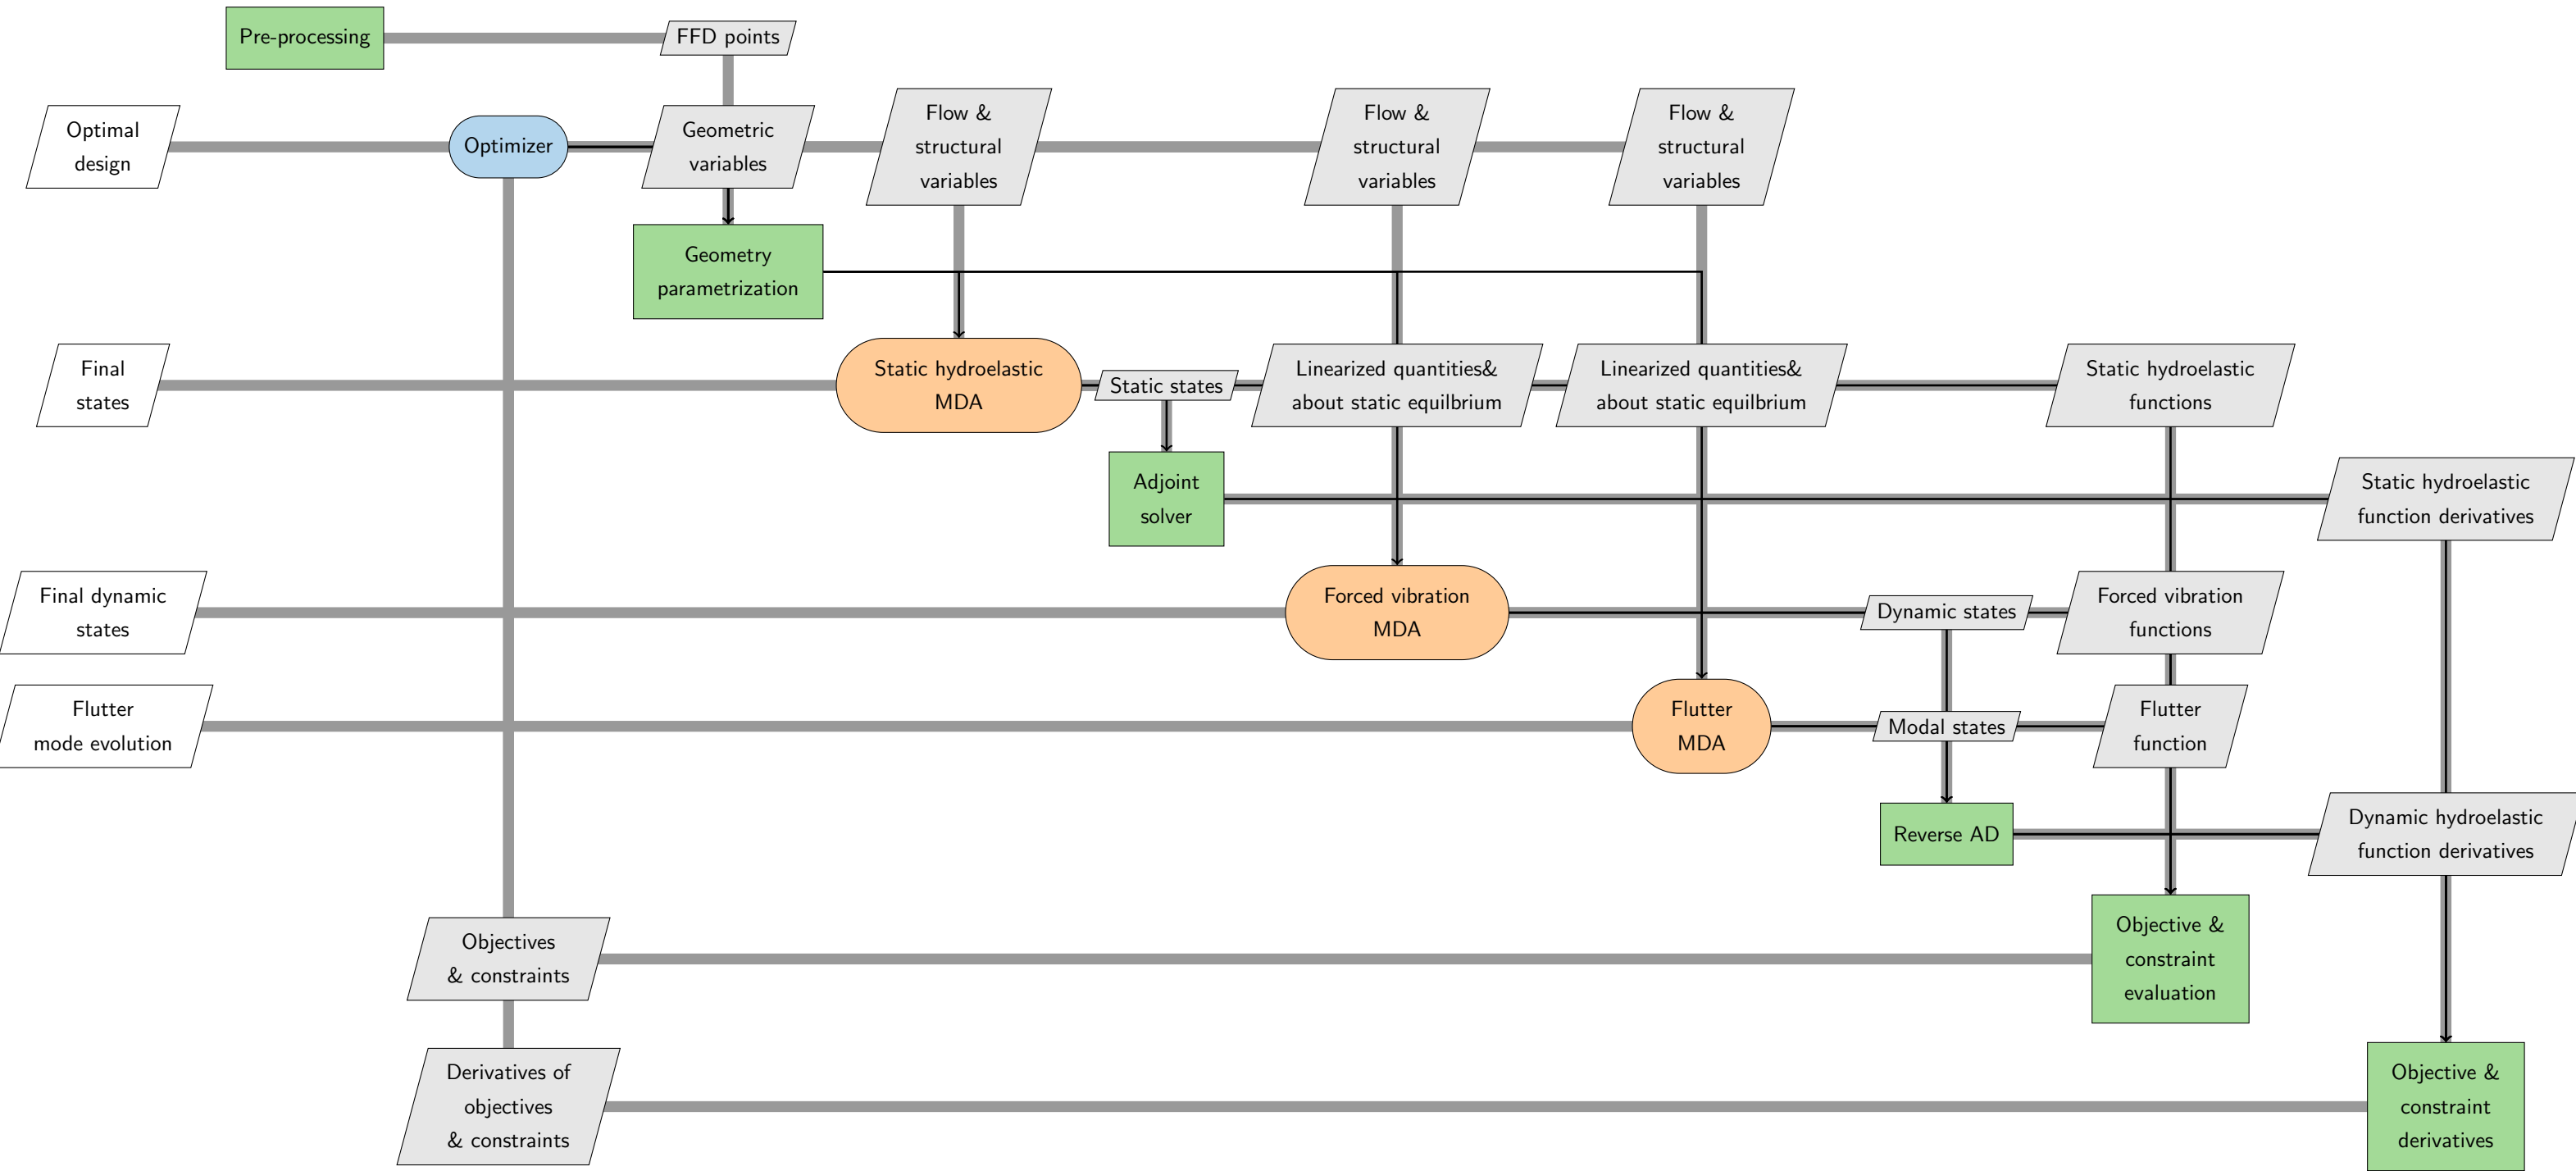 Pre-processing
FFD points
Optimal
design
Optimizer
Geometric
variables
Flow &
structural
variables
Flow &
structural
variables
Flow &
structural
variables
Geometry
parametrization
Final
states
Static hydroelastic
MDA
Static states
Linearized quantities&
about static equilbrium
Linearized quantities&
about static equilbrium
Static hydroelastic
functions
Adjoint
solver
Static hydroelastic
function derivatives
Final dynamic
states
Forced vibration
MDA
Dynamic states
Forced vibration
functions
Flutter
mode evolution
Flutter
MDA
Modal states
Flutter
function
Reverse AD
Dynamic hydroelastic
function derivatives
Objectives
& constraints
Objective &
constraint
evaluation
Derivatives of
objectives
& constraints
Objective &
constraint
derivatives